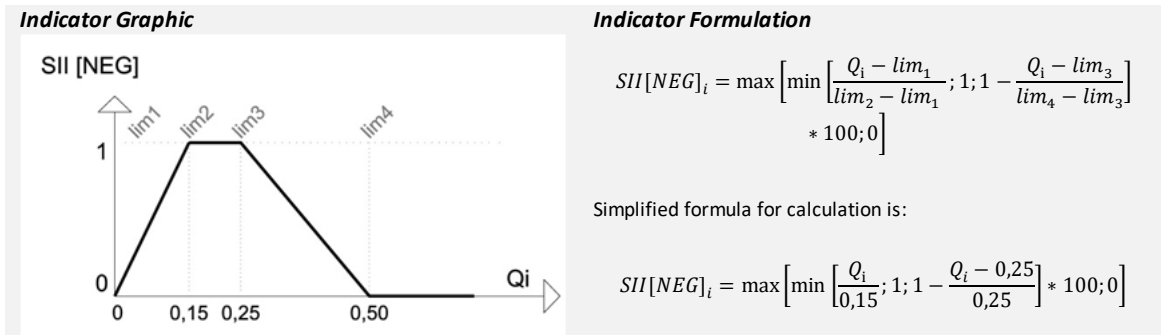 Indicator Graphic
SII [NEG]
lim1 lim2 lim3 lim4
1
0
Qi
0 0,15 0,25 0,50
Indicator Formulation
SII[NEG]ᵢ = max [min [(Qᵢ − lim₁)/(lim₂ − lim₁) ; 1; 1 − (Qᵢ − lim₃)/(lim₄ − lim₃)]
∗ 100; 0]
Simplified formula for calculation is:
SII[NEG]ᵢ = max [min [Qᵢ/0,15 ; 1; 1 − (Qᵢ − 0,25)/0,25] ∗ 100; 0]